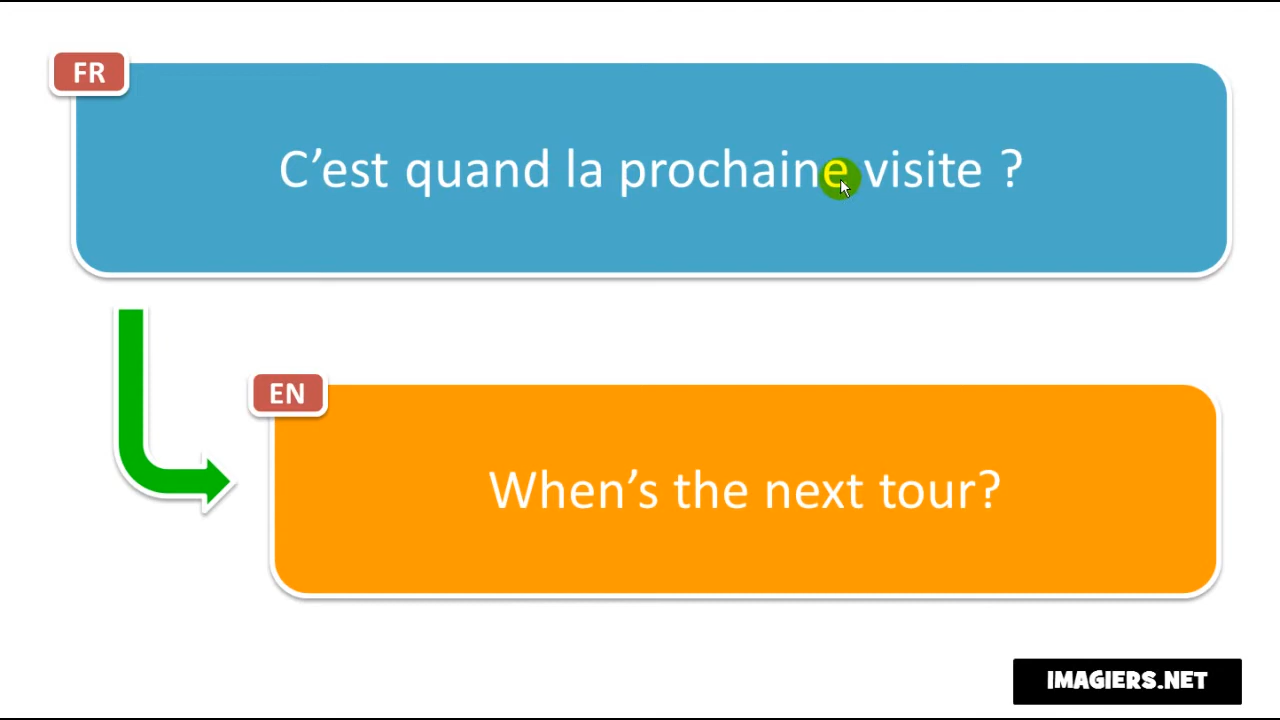 FR
C’est quand la prochaine visite ?
EN
When’s the next tour?
IMAGIERS.NET